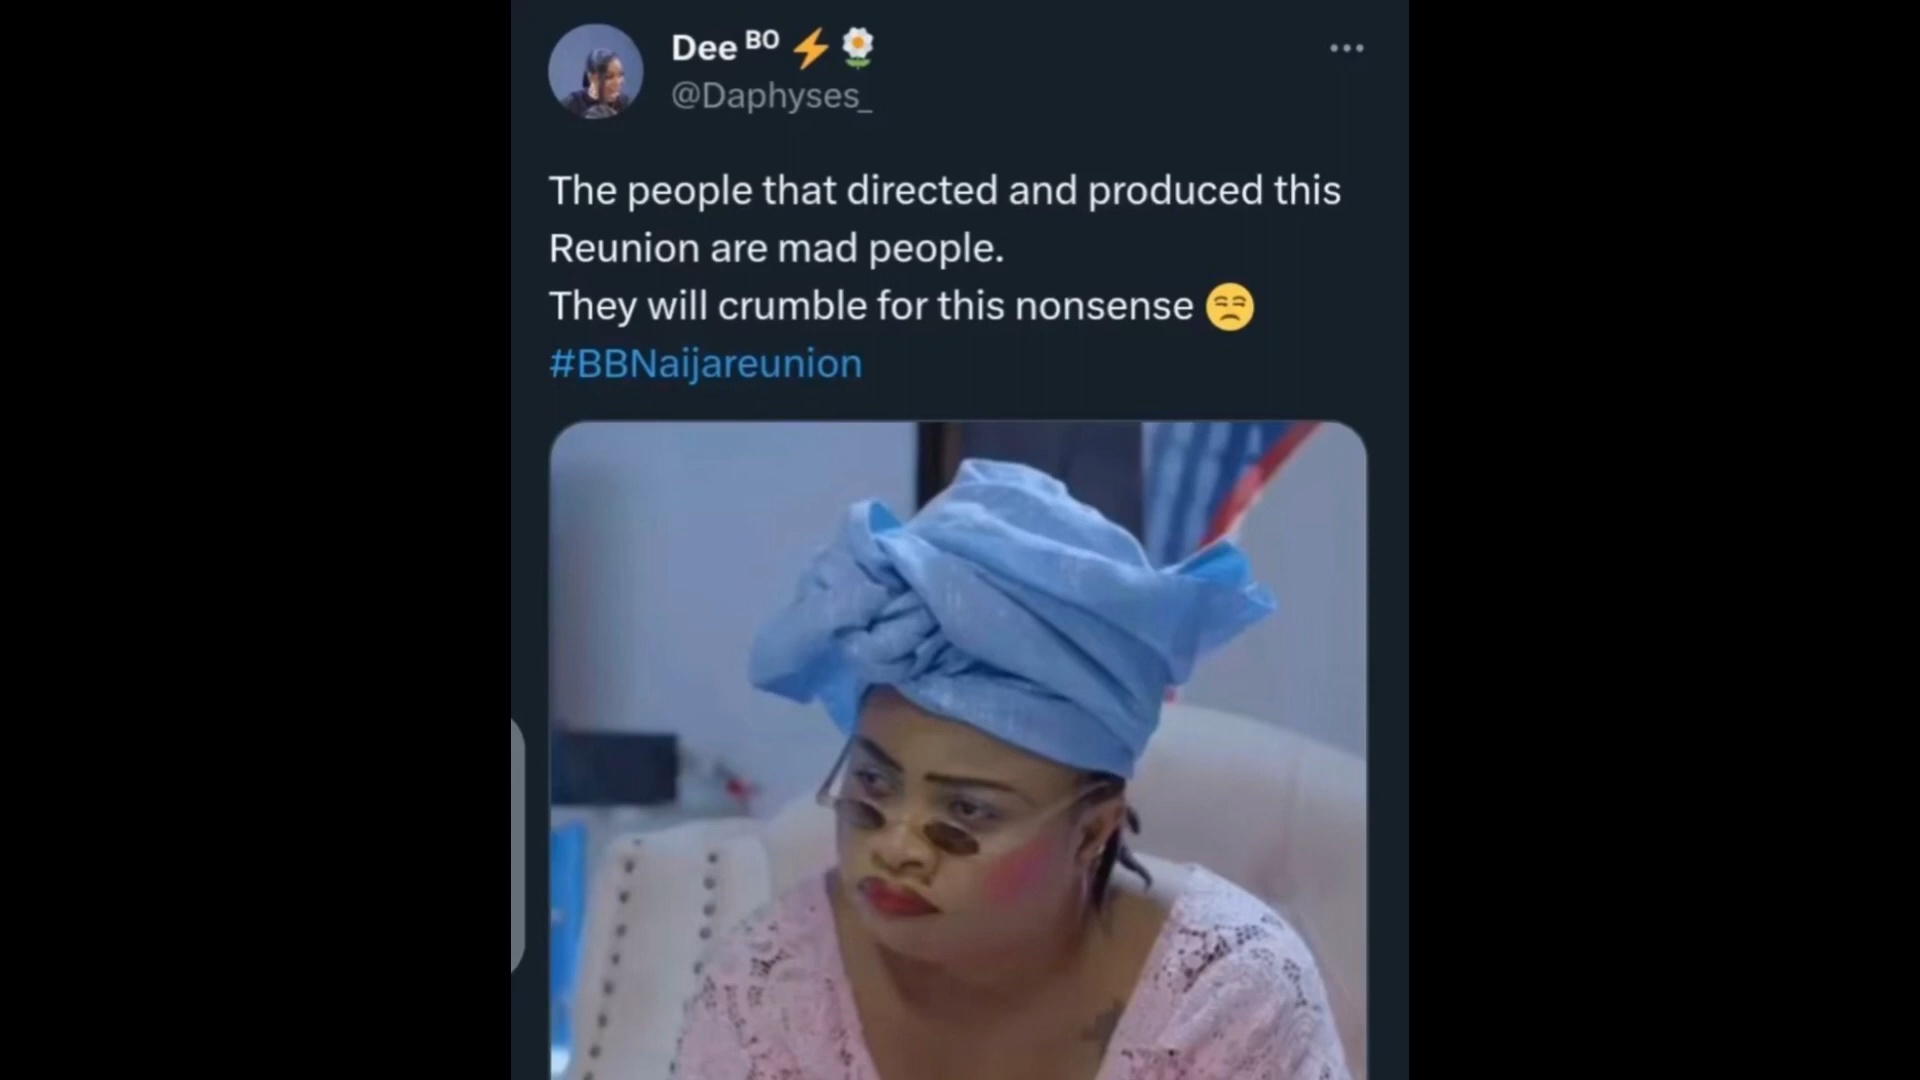 Dee ᴮᴼ ⚡🌼
@Daphyses_
The people that directed and produced this
Reunion are mad people.
They will crumble for this nonsense 😒
#BBNaijareunion